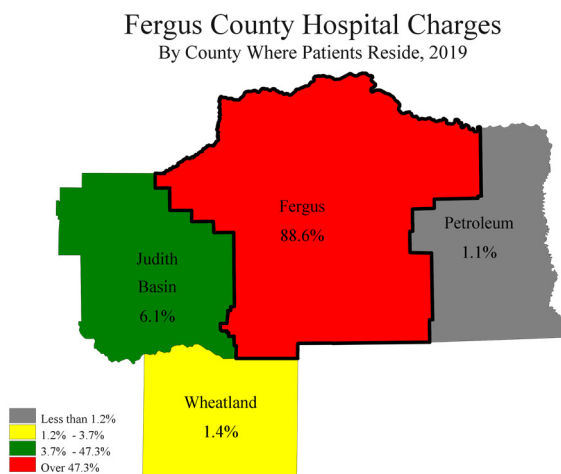 Fergus County Hospital Charges
By County Where Patients Reside, 2019
Fergus
88.6%
Petroleum
1.1%
Judith
Basin
6.1%
Wheatland
1.4%
Less than 1.2%
1.2% - 3.7%
3.7% - 47.3%
Over 47.3%